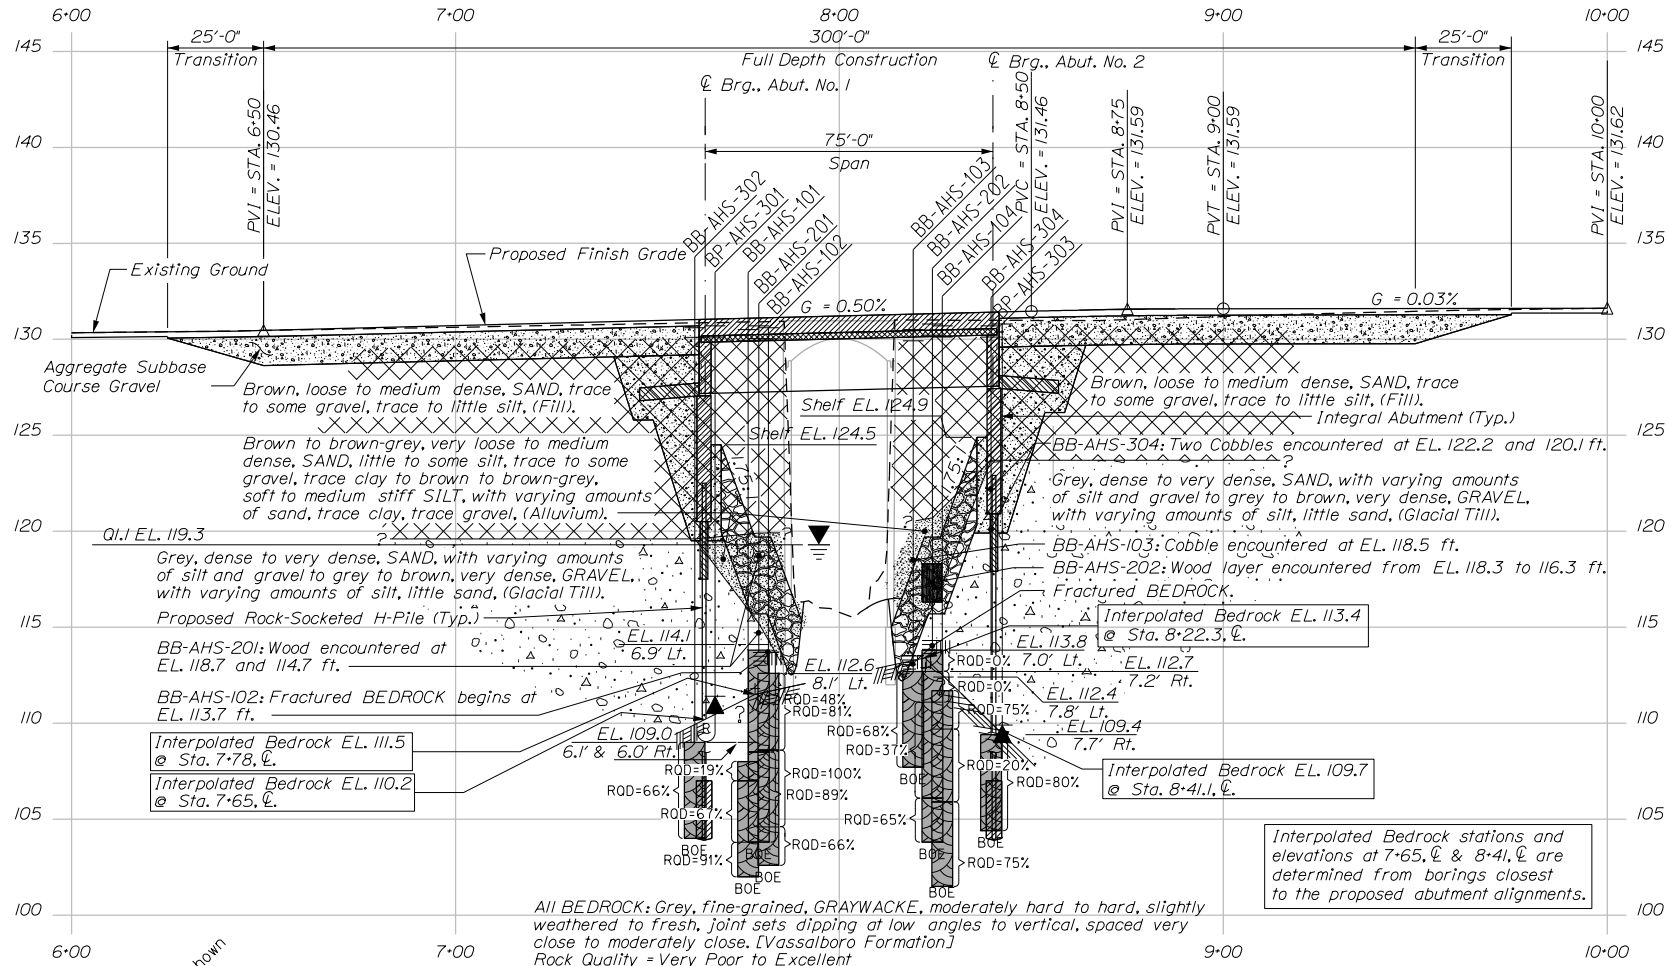 6+00 7+00 8+00 9+00 10+00
145 25'-0" 300'-0" 25'-0" 145
Transition Full Depth Construction Transition
℄ Brg., Abut. No. 1
℄ Brg., Abut. No. 2
75'-0"
Span
PVI = STA. 6+50
ELEV. = 130.46
PVC = STA. 8+50
ELEV. = 131.46
PVI = STA. 8+75
ELEV. = 131.59
PVT = STA. 9+00
ELEV. = 131.59
PVI = STA. 10+00
ELEV. = 131.62
140 140
135 135
BB-AHS-302
BP-AHS-301
BB-AHS-101
BB-AHS-201
BB-AHS-102
BB-AHS-103
BB-AHS-202
BB-AHS-104
BB-AHS-304
BP-AHS-303
Existing Ground
Proposed Finish Grade
G = 0.50%
G = 0.03%
130 130
Aggregate Subbase
Course Gravel
Brown, loose to medium dense, SAND, trace
to some gravel, trace to little silt, (Fill).
Brown, loose to medium dense, SAND, trace
to some gravel, trace to little silt, (Fill).
Shelf EL. 124.9
Shelf EL. 124.5
Integral Abutment (Typ.)
125 125
Brown to brown-grey, very loose to medium
dense, SAND, little to some silt, trace to some
gravel, trace clay to brown to brown-grey,
soft to medium stiff SILT, with varying amounts
of sand, trace clay, trace gravel, (Alluvium).
BB-AHS-304: Two Cobbles encountered at EL. 122.2 and 120.1 ft.
?
Grey, dense to very dense, SAND, with varying amounts
of silt and gravel to grey to brown, very dense, GRAVEL,
with varying amounts of silt, little sand, (Glacial Till).
120 120
Q1.1 EL. 119.3
?
Grey, dense to very dense, SAND, with varying amounts
of silt and gravel to grey to brown, very dense, GRAVEL,
with varying amounts of silt, little sand, (Glacial Till).
BB-AHS-103: Cobble encountered at EL. 118.5 ft.
BB-AHS-202: Wood layer encountered from EL. 118.3 to 116.3 ft.
Fractured BEDROCK.
Proposed Rock-Socketed H-Pile (Typ.)
115 115
Interpolated Bedrock EL. 113.4
@ Sta. 8+22.3, ℄.
BB-AHS-201: Wood encountered at
EL. 118.7 and 114.7 ft.
EL. 114.1
6.9' Lt.
EL. 112.6
8.1' Lt.
EL. 113.8
7.0' Lt.
EL. 112.7
7.2' Rt.
EL. 112.4
7.8' Lt.
EL. 109.4
7.7' Rt.
BB-AHS-102: Fractured BEDROCK begins at
EL. 113.7 ft.
110 110
EL. 109.0
6.1' & 6.0' Rt.
Interpolated Bedrock EL. 111.5
@ Sta. 7+78, ℄.
Interpolated Bedrock EL. 110.2
@ Sta. 7+65, ℄.
Interpolated Bedrock EL. 109.7
@ Sta. 8+41.1, ℄.
RQD=48%
RQD=81%
RQD=19%
RQD=66%
RQD=67%
RQD=91%
RQD=100%
RQD=89%
RQD=66%
RQD=0%
RQD=0%
RQD=75%
RQD=68%
RQD=37%
RQD=20%
RQD=80%
RQD=65%
RQD=75%
BOE
BOE
BOE
BOE
BOE
BOE
BOE
105 105
Interpolated Bedrock stations and
elevations at 7+65, ℄ & 8+41, ℄ are
determined from borings closest
to the proposed abutment alignments.
100 100
All BEDROCK: Grey, fine-grained, GRAYWACKE, moderately hard to hard, slightly
weathered to fresh, joint sets dipping at low angles to vertical, spaced very
close to moderately close. [Vassalboro Formation]
Rock Quality = Very Poor to Excellent
6+00 7+00 9+00 10+00